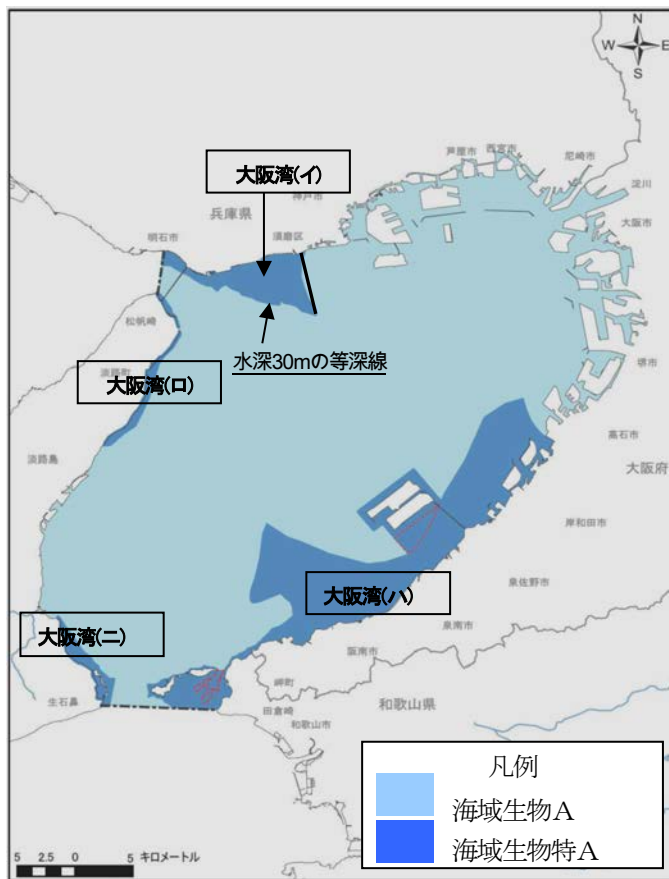 N
W E
S
芦屋市
西宮市
尼崎市
淀川
大阪湾(イ)
神戸市
兵庫県
大阪市
明石市
須磨区
松帆崎
水深30mの等深線
淡路町
堺市
大阪湾(ロ)
高石市
淡路島
大阪府
岸和田市
大阪湾(ハ)
泉佐野市
泉南市
大阪湾(ニ)
阪南市
岬町
生石鼻
田倉崎
和歌山県
和歌山市
凡例
海域生物A
海域生物特A
5 2.5 0 5 キロメートル